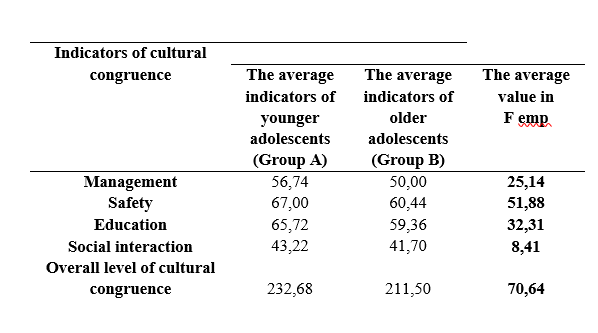 Indicators of cultural
congruence
The average
indicators of
younger
adolescents
(Group A)
The average
indicators of
older
adolescents
(Group B)
The average
value in
F emp
Management 56,74 50,00 25,14
Safety 67,00 60,44 51,88
Education 65,72 59,36 32,31
Social interaction 43,22 41,70 8,41
Overall level of cultural
congruence 232,68 211,50 70,64